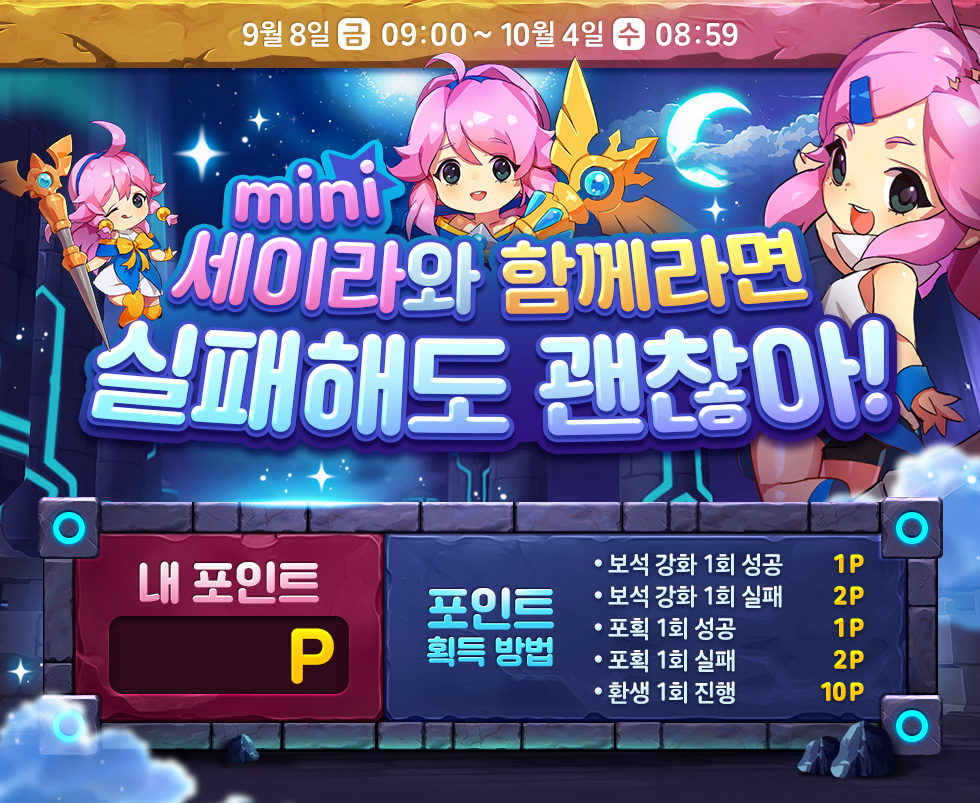 9월 8일 금 09:00 ~ 10월 4일 수 08:59
mini
세이라와 함께라면
실패해도 괜찮아!
내 포인트
P
포인트
획득 방법
• 보석 강화 1회 성공 1P
• 보석 강화 1회 실패 2P
• 포획 1회 성공 1P
• 포획 1회 실패 2P
• 환생 1회 진행 10P